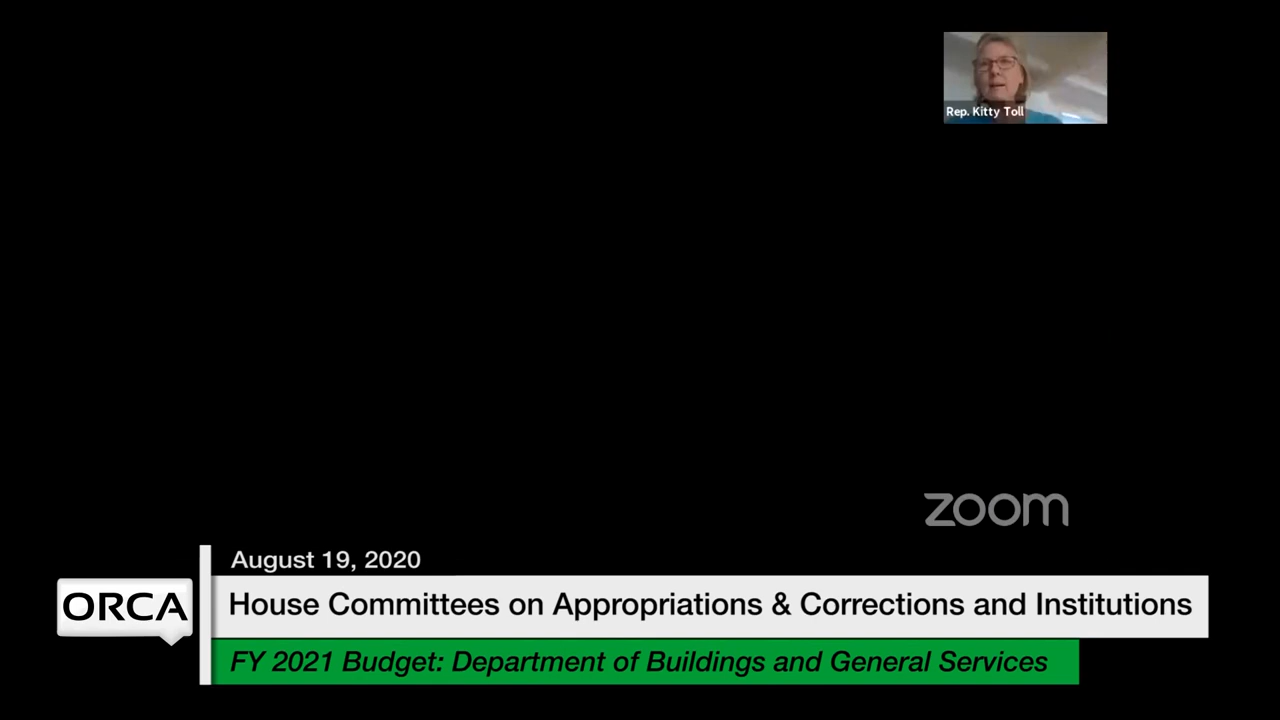 Rep. Kitty Toll
zoom
August 19, 2020
ORCA
House Committees on Appropriations & Corrections and Institutions
FY 2021 Budget: Department of Buildings and General Services